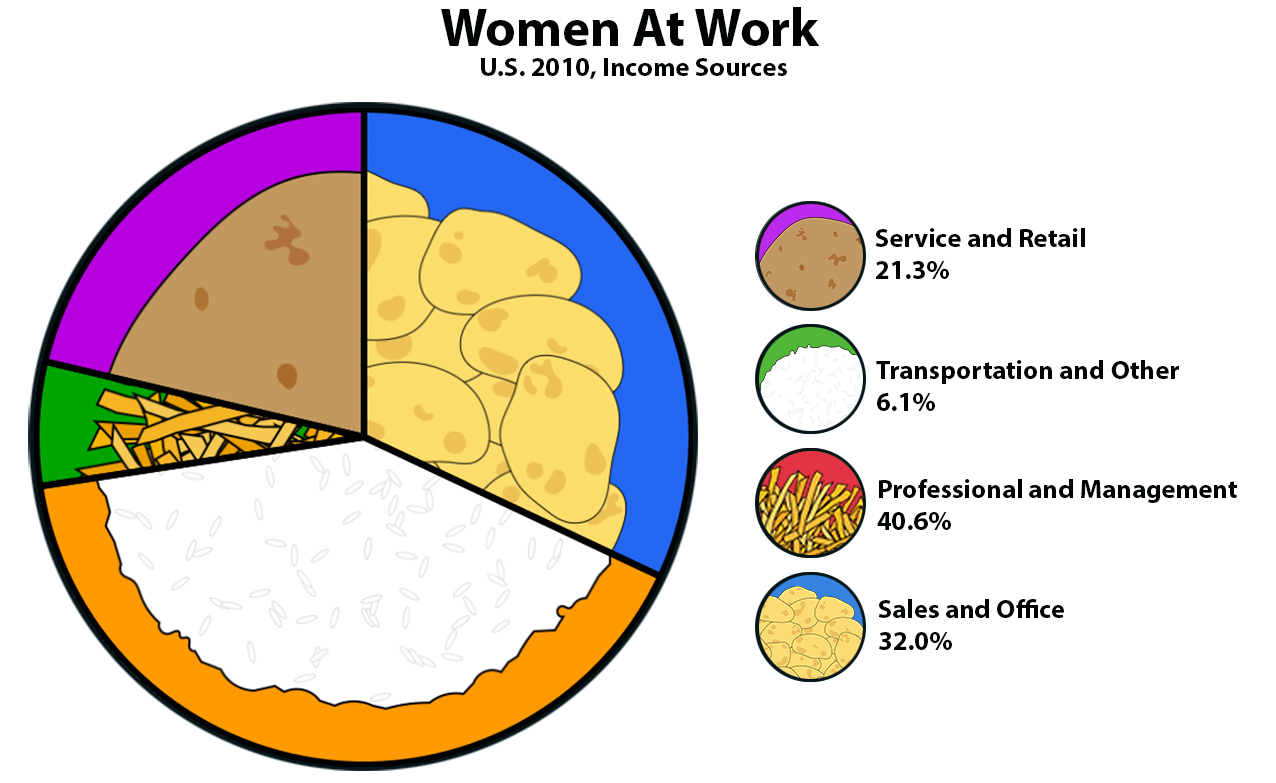 Women At Work
U.S. 2010, Income Sources
Service and Retail
21.3%
Transportation and Other
6.1%
Professional and Management
40.6%
Sales and Office
32.0%